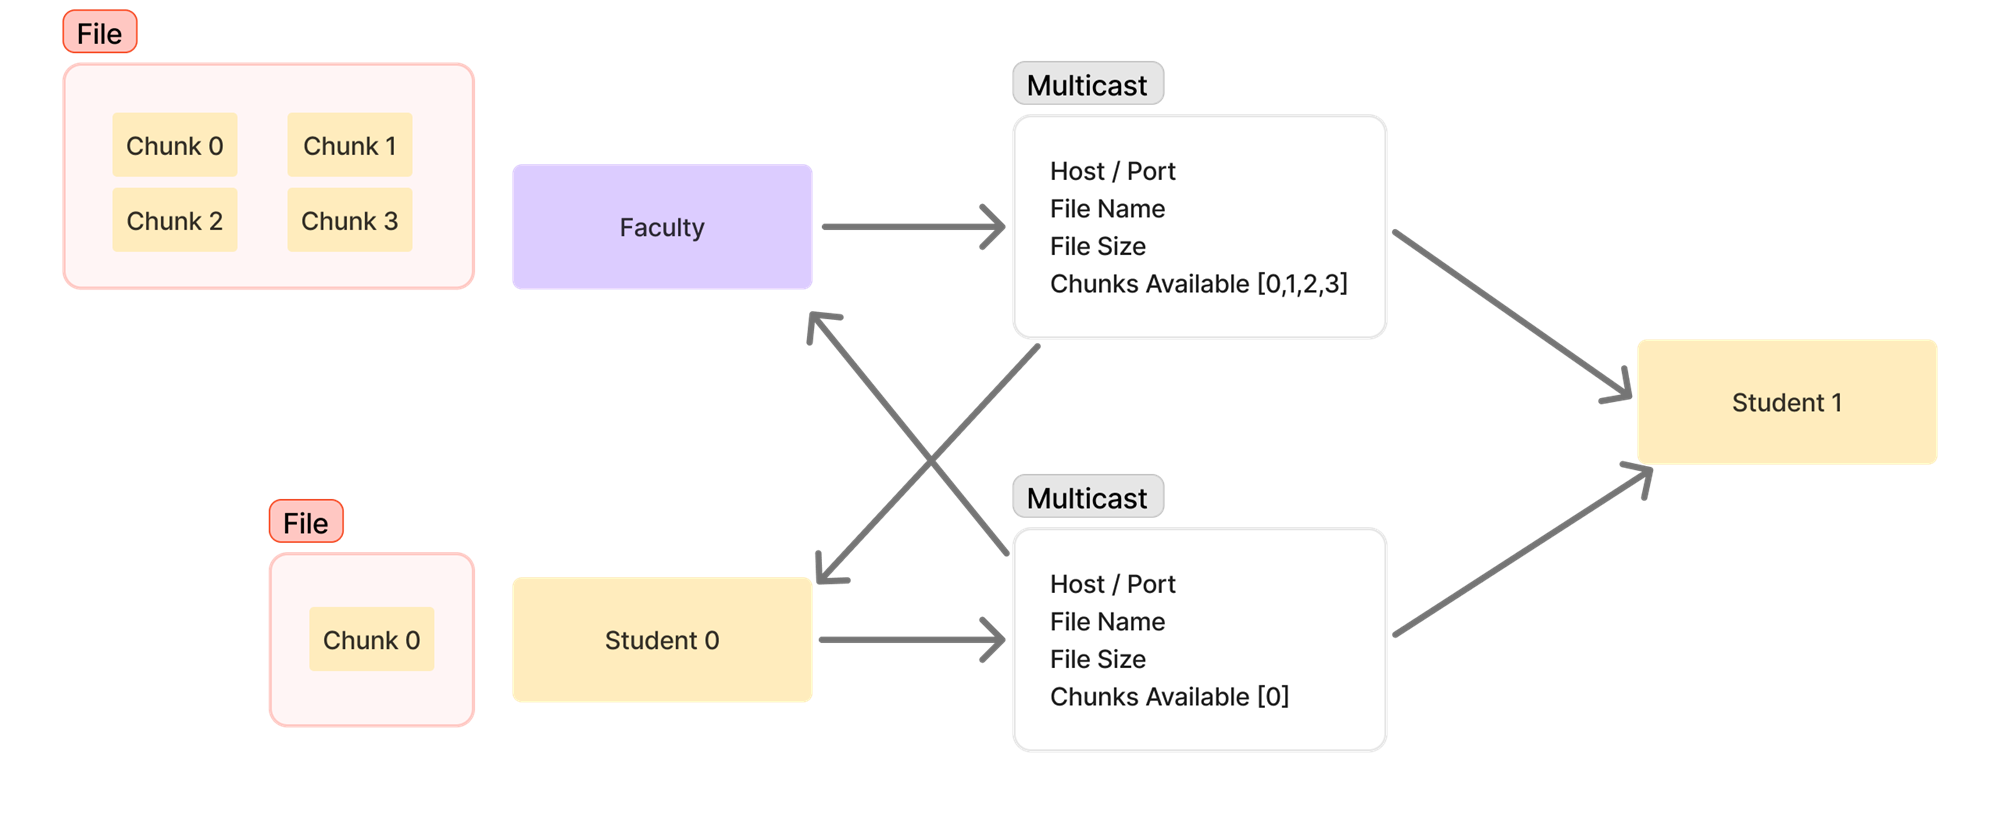 File
Chunk 0
Chunk 1
Chunk 2
Chunk 3
Faculty
Multicast
Host / Port
File Name
File Size
Chunks Available [0,1,2,3]
Student 1
File
Chunk 0
Student 0
Multicast
Host / Port
File Name
File Size
Chunks Available [0]